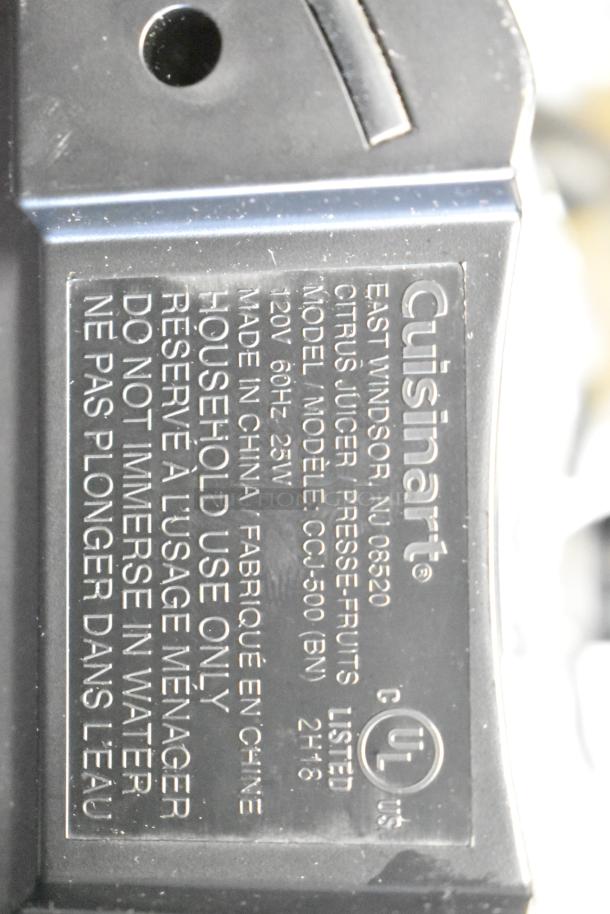 Cuisinart®
EAST WINDSOR, NJ 08520
CITRUS JUICER / PRESSE-FRUITS
MODEL / MODÈLE: CCJ-500 (BN)
120V 60Hz 25W
MADE IN CHINA / FABRIQUÉ EN CHINE
HOUSEHOLD USE ONLY
RÉSERVÉ À L'USAGE MÉNAGER
DO NOT IMMERSE IN WATER
NE PAS PLONGER DANS L'EAU
C UL US
LISTED
2H18